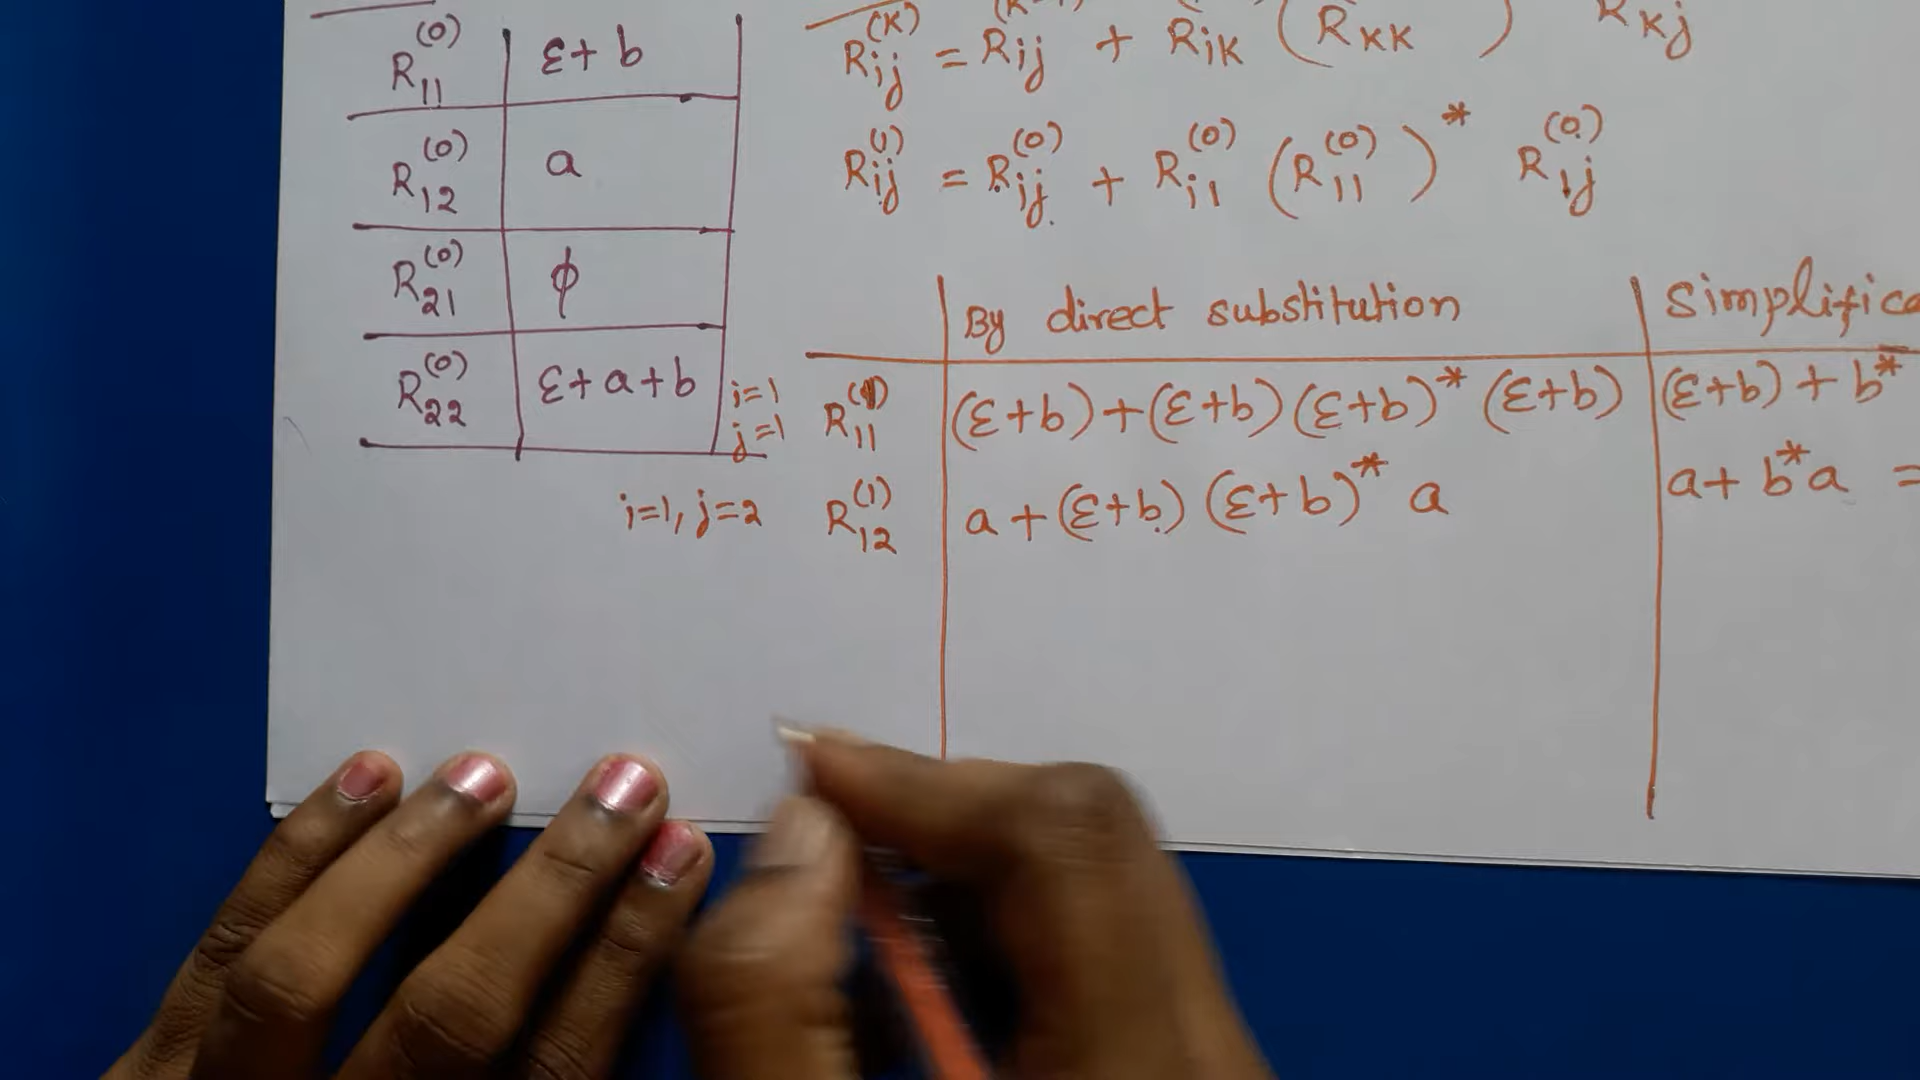 R₁₁⁽⁰⁾ ε+b
R₁₂⁽⁰⁾ a
R₂₁⁽⁰⁾ φ
R₂₂⁽⁰⁾ ε+a+b
Rij⁽ᴷ⁾ = Rij + RiK ( RKK ) RKj
Rij⁽¹⁾ = Rij⁽⁰⁾ + Ri1⁽⁰⁾ (R₁₁⁽⁰⁾)* R1j⁽⁰⁾
By direct substitution
i=1 j=1 R₁₁⁽¹⁾ (ε+b)+(ε+b)(ε+b)*(ε+b) (ε+b)+b*
i=1, j=2 R₁₂⁽¹⁾ a+(ε+b)(ε+b)* a a+b*a =